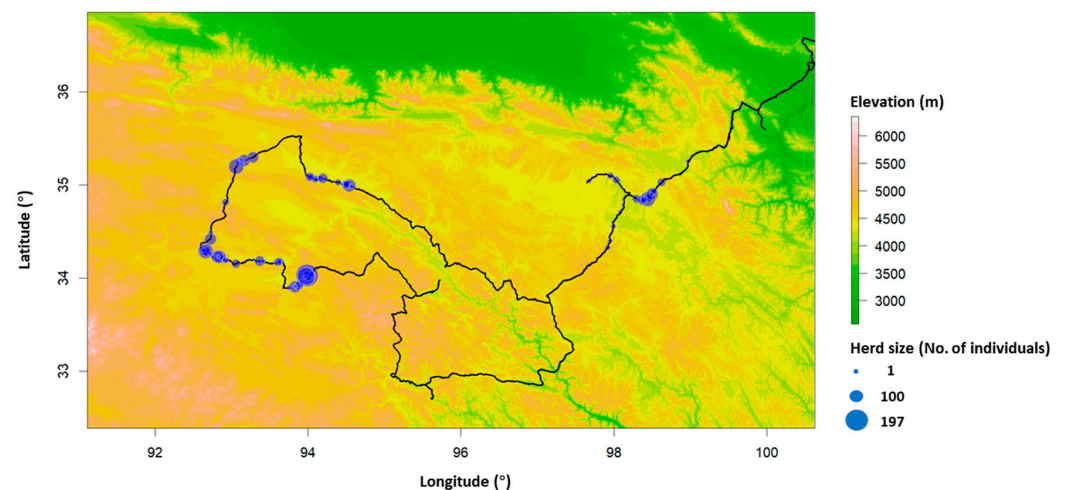 36
35
34
33
Latitude (°)
92 94 96 98 100
Longitude (°)
Elevation (m)
6000
5500
5000
4500
4000
3500
3000
Herd size (No. of individuals)
1
100
197